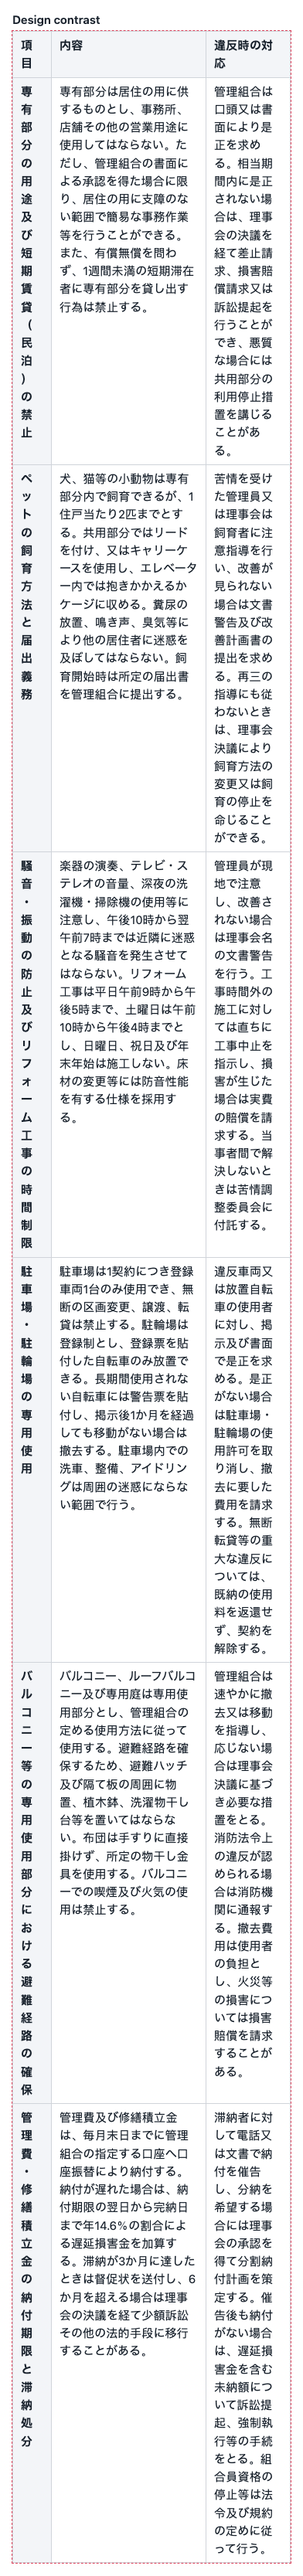 Design contrast
項目
内容
違反時の対
応
専有部分の用途及び短期賃貸(民泊)の禁止
専有部分は居住の用に供
するものとし、事務所、
店舗その他の営業用途に
使用してはならない。た
だし、管理組合の書面に
よる承認を得た場合に限
り、居住の用に支障のな
い範囲で簡易な事務作業
等を行うことができる。
また、有償無償を問わ
ず、1週間未満の短期滞在
者に専有部分を貸し出す
行為は禁止する。
管理組合は
口頭又は書
面により是
正を求め
る。相当期
間内に是正
されない場
合は、理事
会の決議を
経て差止請
求、損害賠
償請求又は
訴訟提起を
行うことが
でき、悪質
な場合には
共用部分の
利用停止措
置を講じる
ことがあ
る。
ペットの飼育方法と届出義務
犬、猫等の小動物は専有
部分内で飼育できるが、1
住戸当たり2匹までとす
る。共用部分ではリード
を付け、又はキャリーケ
ースを使用し、エレベータ
ー内では抱きかかえるか
ケージに収める。糞尿の
放置、鳴き声、臭気等に
より他の居住者に迷惑を
及ぼしてはならない。飼
育開始時は所定の届出書
を管理組合に提出する。
苦情を受け
た管理員又
は理事会は
飼育者に注
意指導を行
い、改善が
見られない
場合は文書
警告及び改
善計画書の
提出を求め
る。再三の
指導にも従
わないとき
は、理事会
決議により
飼育方法の
変更又は飼
育の停止を
命じること
ができる。
騒音・振動の防止及びリフォーム工事の時間制限
楽器の演奏、テレビ・ス
テレオの音量、深夜の洗
濯機・掃除機の使用等に
注意し、午後10時から翌
午前7時までは近隣に迷惑
となる騒音を発生させて
はならない。リフォーム
工事は平日午前9時から午
後5時まで、土曜日は午前
10時から午後4時までと
し、日曜日、祝日及び年
末年始は施工しない。床
材の変更等には防音性能
を有する仕様を採用す
る。
管理員が現
地で注意
し、改善さ
れない場合
は理事会名
の文書警告
を行う。工
事時間外の
施工に対し
ては直ちに
工事中止を
指示し、損
害が生じた
場合は実費
の賠償を請
求する。当
事者間で解
決しないと
きは苦情調
整委員会に
付託する。
駐車場・駐輪場の専用使用
駐車場は1契約につき登録
車両1台のみ使用でき、無
断の区画変更、譲渡、転
貸は禁止する。駐輪場は
登録制とし、登録票を貼
付した自転車のみ放置で
きる。長期間使用されな
い自転車には警告票を貼
付し、掲示後1か月を経過
しても移動がない場合は
撤去する。駐車場内での
洗車、整備、アイドリン
グは周囲の迷惑にならな
い範囲で行う。
違反車両又
は放置自転
車の使用者
に対し、掲
示及び書面
で是正を求
める。是正
がない場合
は駐車場・
駐輪場の使
用許可を取
り消し、撤
去に要した
費用を請求
する。無断
転貸等の重
大な違反に
ついては、
既納の使用
料を返還せ
ず、契約を
解除する。
バルコニー等の専用使用部分における避難経路の確保
バルコニー、ルーフバルコ
ニー及び専用庭は専用使
用部分とし、管理組合の
定める使用方法に従って
使用する。避難経路を確
保するため、避難ハッチ
及び隔て板の周囲に物
置、植木鉢、洗濯物干し
台等を置いてはならな
い。布団は手すりに直接
掛けず、所定の物干し金
具を使用する。バルコニ
ーでの喫煙及び火気の使
用は禁止する。
管理組合は
速やかに撤
去又は移動
を指導し、
応じない場
合は理事会
決議に基づ
き必要な措
置をとる。
消防法令上
の違反が認
められる場
合は消防機
関に通報す
る。撤去費
用は使用者
の負担と
し、火災等
の損害につ
いては損害
賠償を請求
することが
ある。
管理費・修繕積立金の納付期限と滞納処分
管理費及び修繕積立金
は、毎月末日までに管理
組合の指定する口座へ口
座振替により納付する。
納付が遅れた場合は、納
付期限の翌日から完納日
まで年14.6%の割合によ
る遅延損害金を加算す
る。滞納が3か月に達した
ときは督促状を送付し、6
か月を超える場合は理事
会の決議を経て少額訴訟
その他の法的手段に移行
することがある。
滞納者に対
して電話又
は文書で納
付を催告
し、分納を
希望する場
合には理事
会の承認を
得て分割納
付計画を策
定する。催
告後も納付
がない場合
は、遅延損
害金を含む
未納額につ
いて訴訟提
起、強制執
行等の手続
をとる。組
合員資格の
停止等は法
令及び規約
の定めに従
って行う。